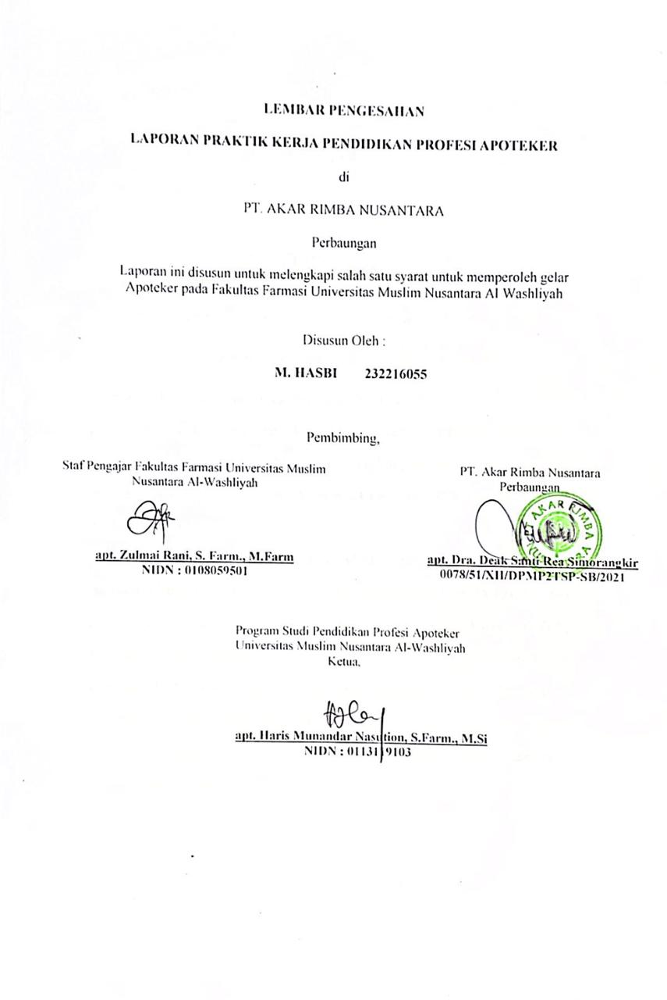 LEMBAR PENGESAHAN
LAPORAN PRAKTIK KERJA PENDIDIKAN PROFESI APOTEKER
di
PT. AKAR RIMBA NUSANTARA
Perbaungan
Laporan ini disusun untuk melengkapi salah satu syarat untuk memperoleh gelar
Apoteker pada Fakultas Farmasi Universitas Muslim Nusantara Al Washliyah
Disusun Oleh :
M. HASBI 232216055
Pembimbing,
Staf Pengajar Fakultas Farmasi Universitas Muslim
Nusantara Al-Washliyah
apt. Zulmai Rani, S. Farm., M.Farm
NIDN : 0108059501
PT. Akar Rimba Nusantara
Perbaungan
PT AKAR RIMBA NUSANTARA
apt. Dra. Deak Santi Rea Simorangkir
0078/51/XII/DPMP2TSP-SB/2021
Program Studi Pendidikan Profesi Apoteker
Universitas Muslim Nusantara Al-Washliyah
Ketua,
apt. Haris Munandar Nasution, S.Farm., M.Si
NIDN :